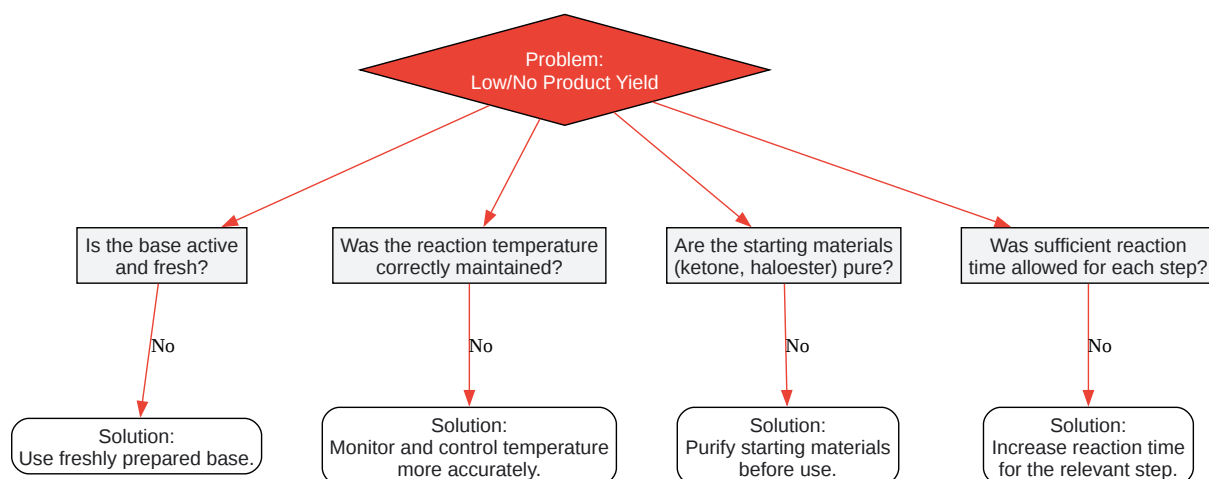 Problem:
Low/No Product Yield
Is the base active
and fresh?
Was the reaction temperature
correctly maintained?
Are the starting materials
(ketone, haloester) pure?
Was sufficient reaction
time allowed for each step?
No
No
No
No
Solution:
Use freshly prepared base.
Solution:
Monitor and control temperature
more accurately.
Solution:
Purify starting materials
before use.
Solution:
Increase reaction time
for the relevant step.